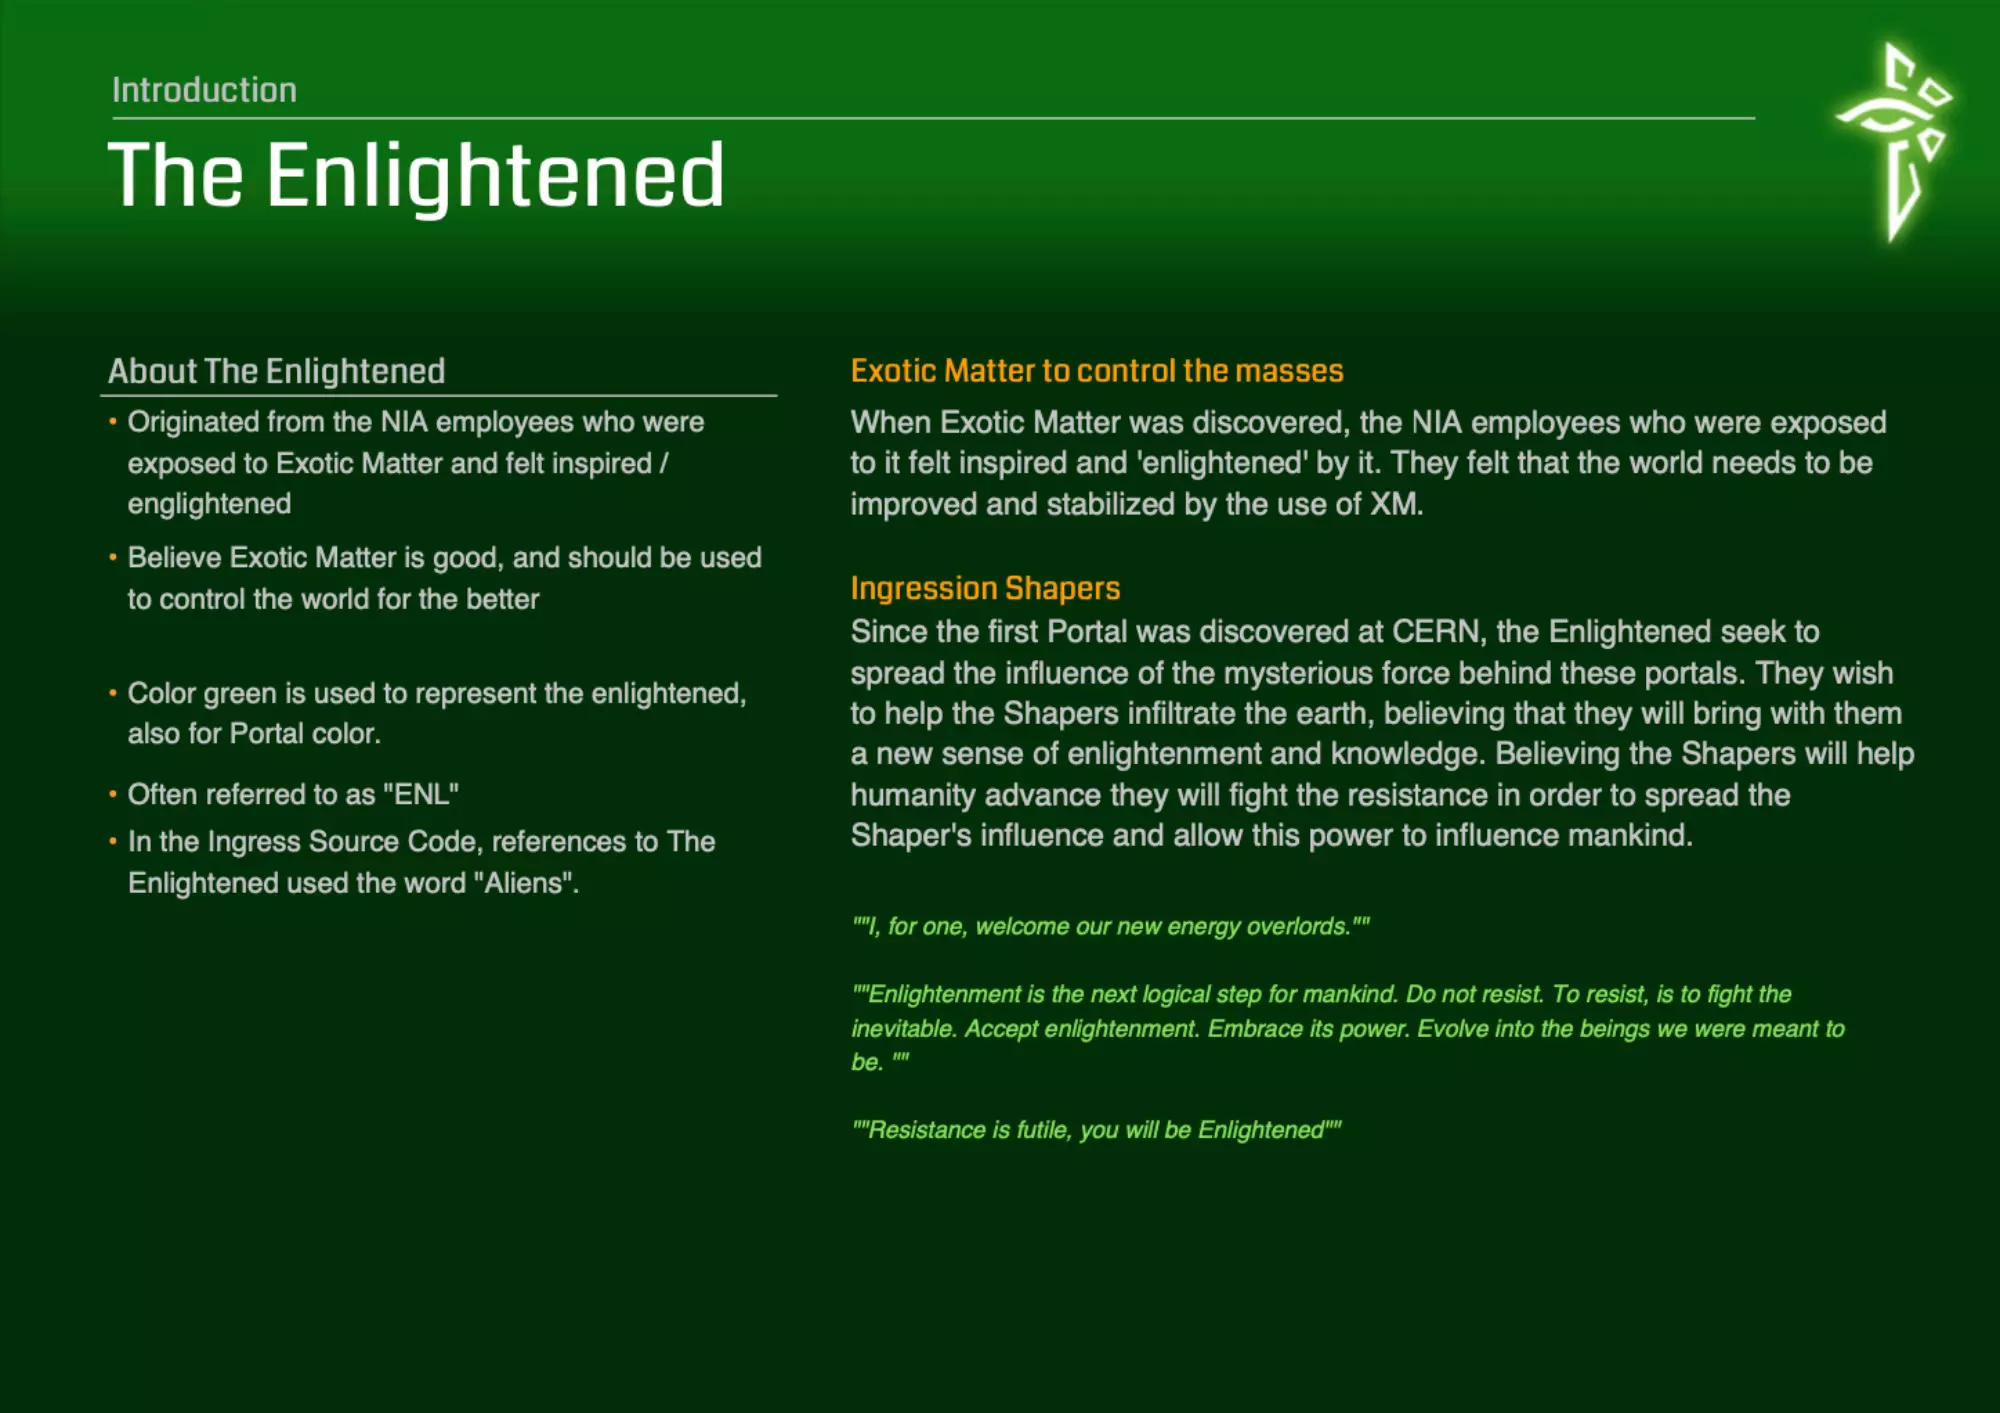 Introduction
The Enlightened
About The Enlightened
• Originated from the NIA employees who were
exposed to Exotic Matter and felt inspired /
englightened
• Believe Exotic Matter is good, and should be used
to control the world for the better
• Color green is used to represent the enlightened,
also for Portal color.
• Often referred to as "ENL"
• In the Ingress Source Code, references to The
Enlightened used the word "Aliens".
Exotic Matter to control the masses
When Exotic Matter was discovered, the NIA employees who were exposed
to it felt inspired and 'enlightened' by it. They felt that the world needs to be
improved and stabilized by the use of XM.
Ingression Shapers
Since the first Portal was discovered at CERN, the Enlightened seek to
spread the influence of the mysterious force behind these portals. They wish
to help the Shapers infiltrate the earth, believing that they will bring with them
a new sense of enlightenment and knowledge. Believing the Shapers will help
humanity advance they will fight the resistance in order to spread the
Shaper's influence and allow this power to influence mankind.
""I, for one, welcome our new energy overlords.""
""Enlightenment is the next logical step for mankind. Do not resist. To resist, is to fight the
inevitable. Accept enlightenment. Embrace its power. Evolve into the beings we were meant to
be. ""
""Resistance is futile, you will be Enlightened""